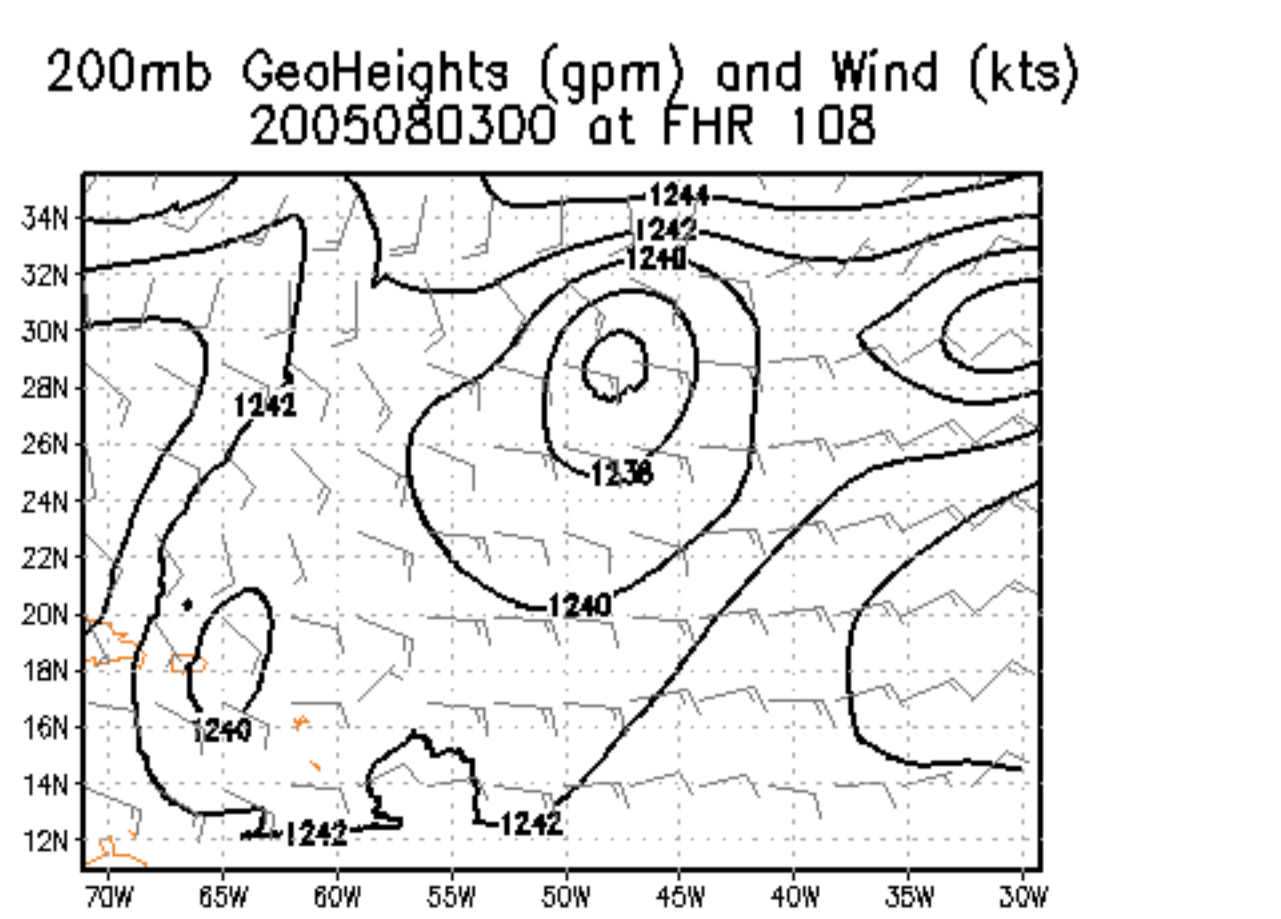 200mb GeoHeights (gpm) and Wind (kts)
2005080300 at FHR 108
1244
34N
1242
1240
32N
30N
28N
1242
26N
1238
24N
22N
1240
20N
18N
1240
16N
14N
1242
1242
12N
70W 65W 60W 55W 50W 45W 40W 35W 30W